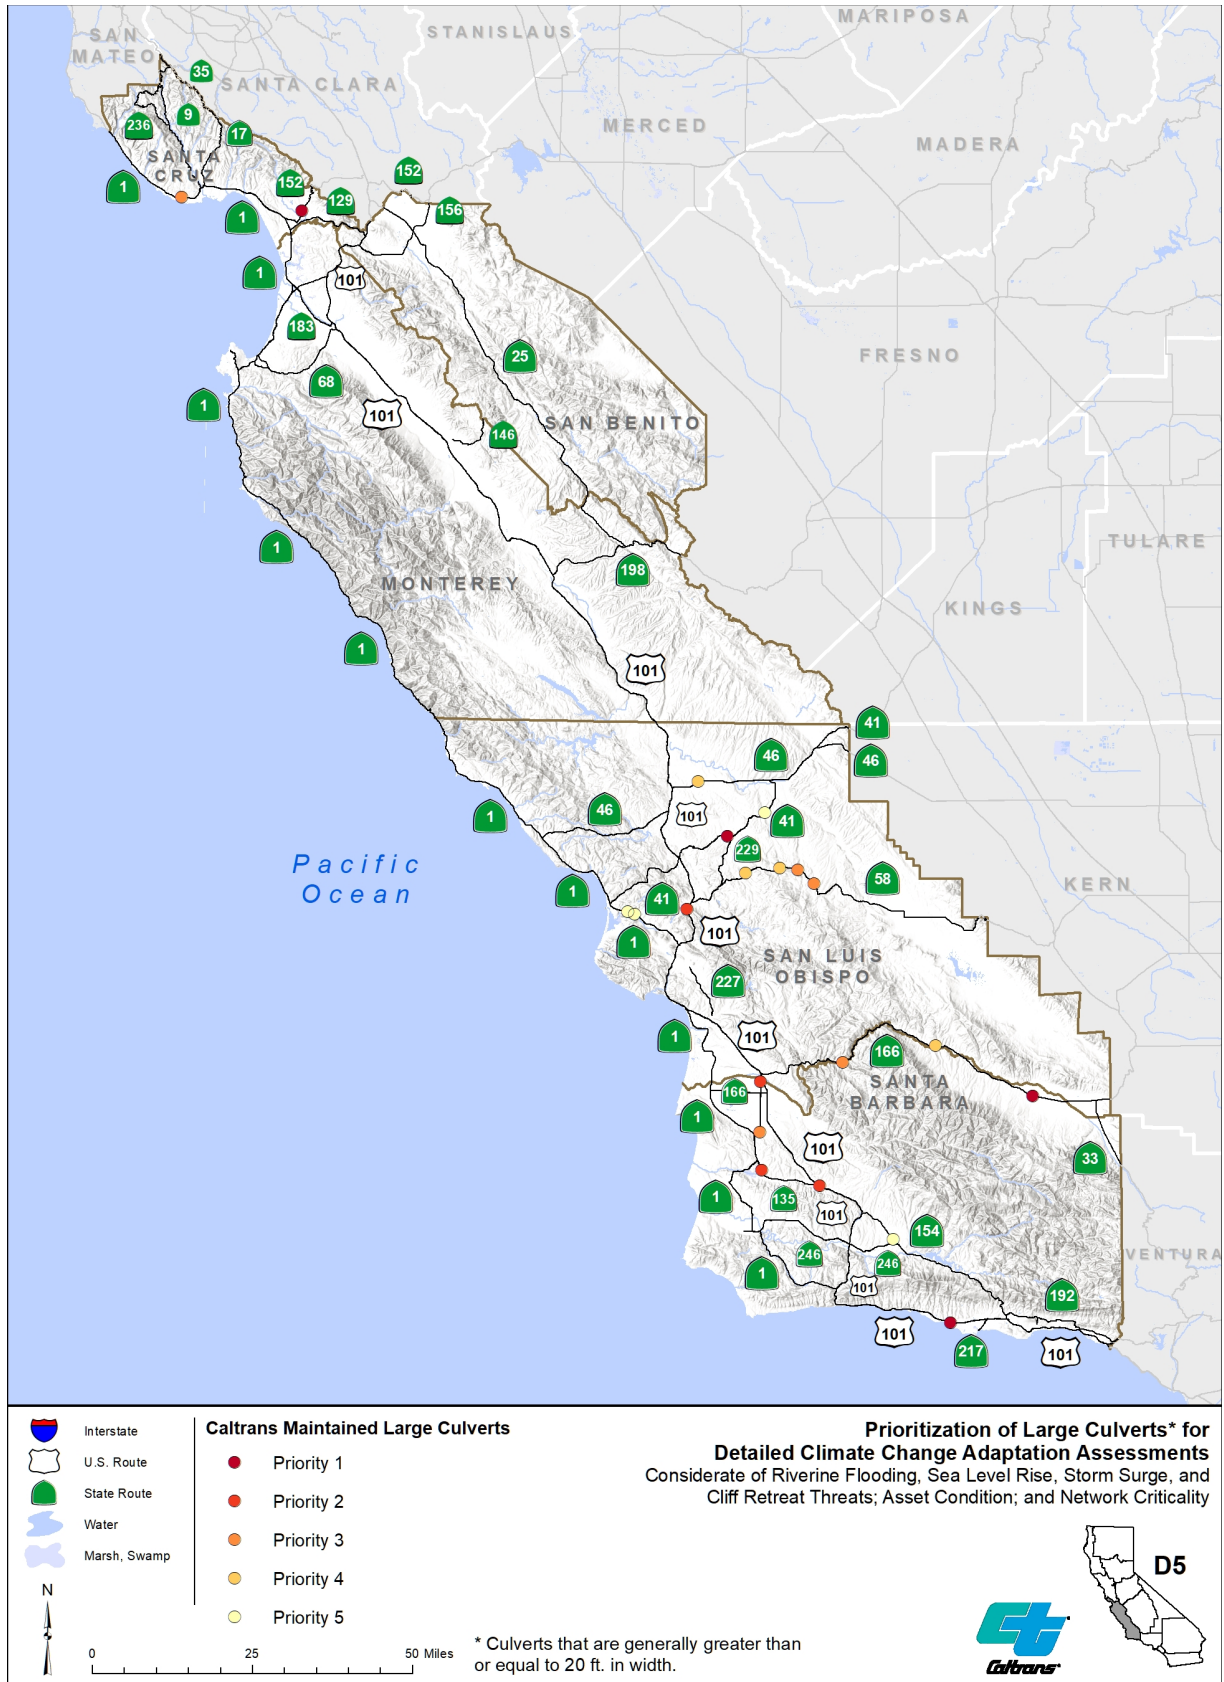 SAN
MATEO
STANISLAUS
MARIPOSA
35
SANTA CLARA
9
236
17
MERCED
MADERA
SANTA
CRUZ
1
152
152
129
156
1
1
101
183
25
FRESNO
68
1
101
146
SAN BENITO
1
TULARE
198
MONTEREY
KINGS
1
101
41
46
46
1
46
101
41
229
Pacific
Ocean
58
KERN
1
41
101
1
SAN LUIS
OBISPO
227
1
101
166
SANTA
BARBARA
166
1
101
33
1
135
101
154
246
246
VENTURA
1
101
192
101
217
101
Interstate
U.S. Route
State Route
Water
Marsh, Swamp
N
Caltrans Maintained Large Culverts
Priority 1
Priority 2
Priority 3
Priority 4
Priority 5
0 25 50 Miles
* Culverts that are generally greater than
or equal to 20 ft. in width.
Prioritization of Large Culverts* for
Detailed Climate Change Adaptation Assessments
Considerate of Riverine Flooding, Sea Level Rise, Storm Surge, and
Cliff Retreat Threats; Asset Condition; and Network Criticality
D5
Caltrans